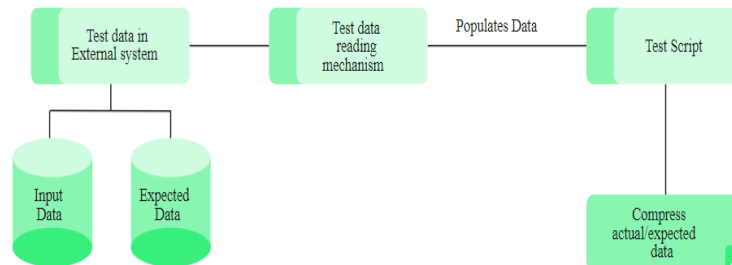 Test data in
External system
Test data
reading
mechanism
Populates Data
Test Script
Input
Data
Expected
Data
Compress
actual/expected
data